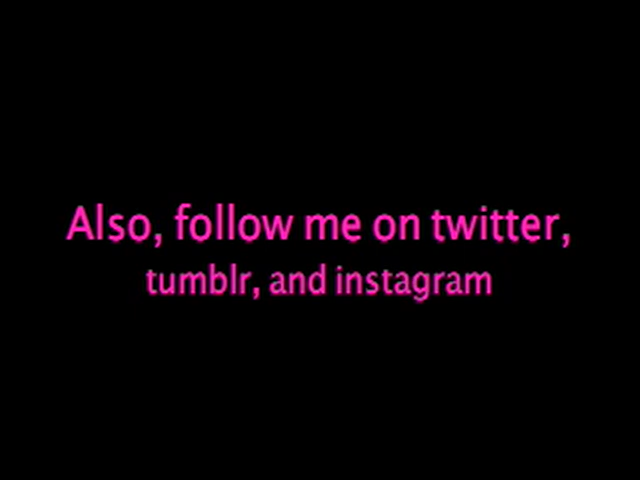 Also, follow me on twitter,
tumblr, and instagram